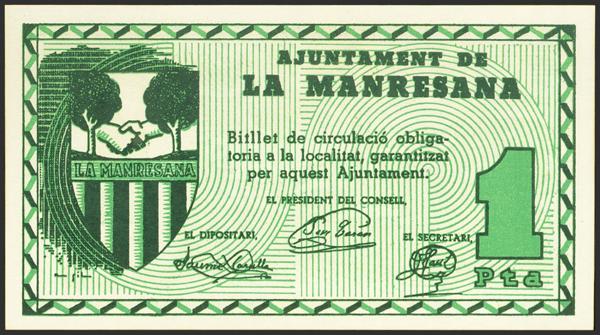 AJUNTAMENT DE
LA MANRESANA
LA MANRESANA
Bitllet de circulació obliga-
toria a la localitat, garantitzat
per aquest Ajuntament.
EL PRESIDENT DEL CONSELL,
EL DIPOSITARI,
EL SECRETARI,
1
Pta